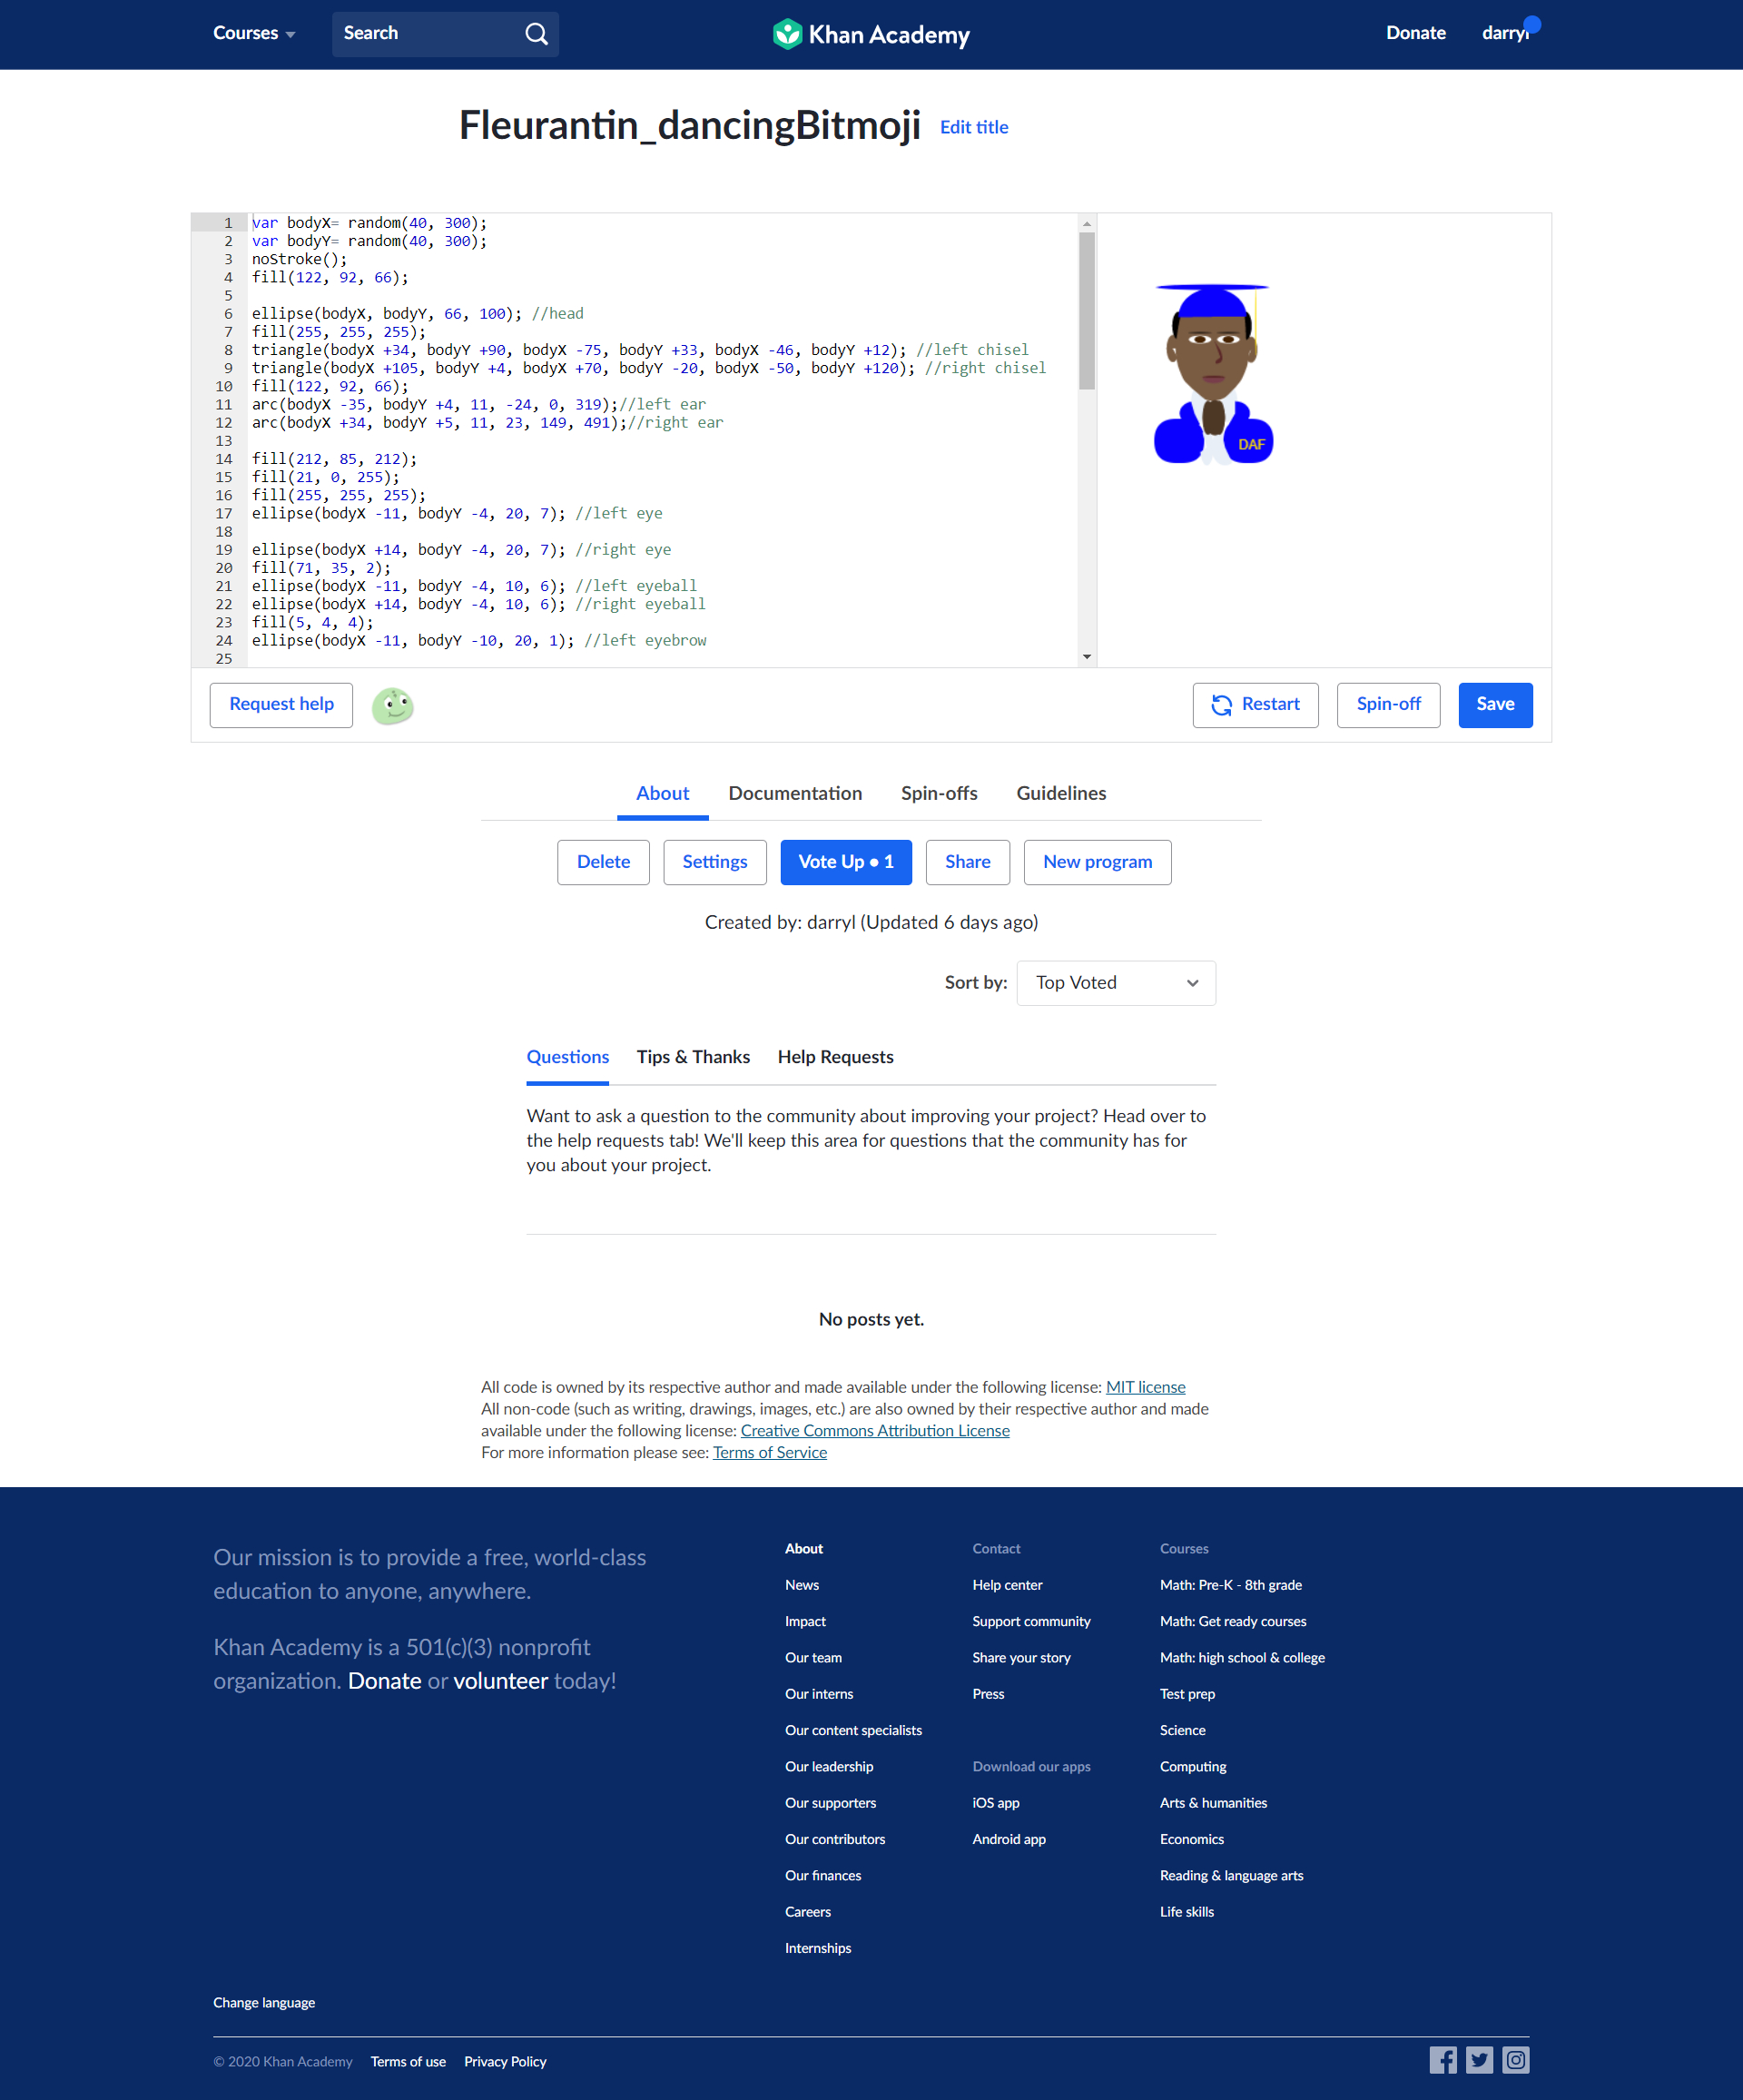 Courses
Search
Khan Academy
Donate
darryl
Fleurantin_dancingBitmoji Edit title
1 var bodyX= random(40, 300);
2 var bodyY= random(40, 300);
3 noStroke();
4 fill(122, 92, 66);
5
6 ellipse(bodyX, bodyY, 66, 100); //head
7 fill(255, 255, 255);
8 triangle(bodyX +34, bodyY +90, bodyX -75, bodyY +33, bodyX -46, bodyY +12); //left chisel
9 triangle(bodyX +105, bodyY +4, bodyX +70, bodyY -20, bodyX -50, bodyY +120); //right chisel
10 fill(122, 92, 66);
11 arc(bodyX -35, bodyY +4, 11, -24, 0, 319);//left ear
12 arc(bodyX +34, bodyY +5, 11, 23, 149, 491);//right ear
13
14 fill(212, 85, 212);
15 fill(21, 0, 255);
16 fill(255, 255, 255);
17 ellipse(bodyX -11, bodyY -4, 20, 7); //left eye
18
19 ellipse(bodyX +14, bodyY -4, 20, 7); //right eye
20 fill(71, 35, 2);
21 ellipse(bodyX -11, bodyY -4, 10, 6); //left eyeball
22 ellipse(bodyX +14, bodyY -4, 10, 6); //right eyeball
23 fill(5, 4, 4);
24 ellipse(bodyX -11, bodyY -10, 20, 1); //left eyebrow
25
DAF
Request help
Restart
Spin-off
Save
About Documentation Spin-offs Guidelines
Delete
Settings
Vote Up • 1
Share
New program
Created by: darryl (Updated 6 days ago)
Sort by: Top Voted
Questions Tips & Thanks Help Requests
Want to ask a question to the community about improving your project? Head over to
the help requests tab! We'll keep this area for questions that the community has for
you about your project.
No posts yet.
All code is owned by its respective author and made available under the following license: MIT license
All non-code (such as writing, drawings, images, etc.) are also owned by their respective author and made
available under the following license: Creative Commons Attribution License
For more information please see: Terms of Service
Our mission is to provide a free, world-class
education to anyone, anywhere.
Khan Academy is a 501(c)(3) nonprofit
organization. Donate or volunteer today!
About
News
Impact
Our team
Our interns
Our content specialists
Our leadership
Our supporters
Our contributors
Our finances
Careers
Internships
Contact
Help center
Support community
Share your story
Press
Download our apps
iOS app
Android app
Courses
Math: Pre-K - 8th grade
Math: Get ready courses
Math: high school & college
Test prep
Science
Computing
Arts & humanities
Economics
Reading & language arts
Life skills
Change language
© 2020 Khan Academy Terms of use Privacy Policy